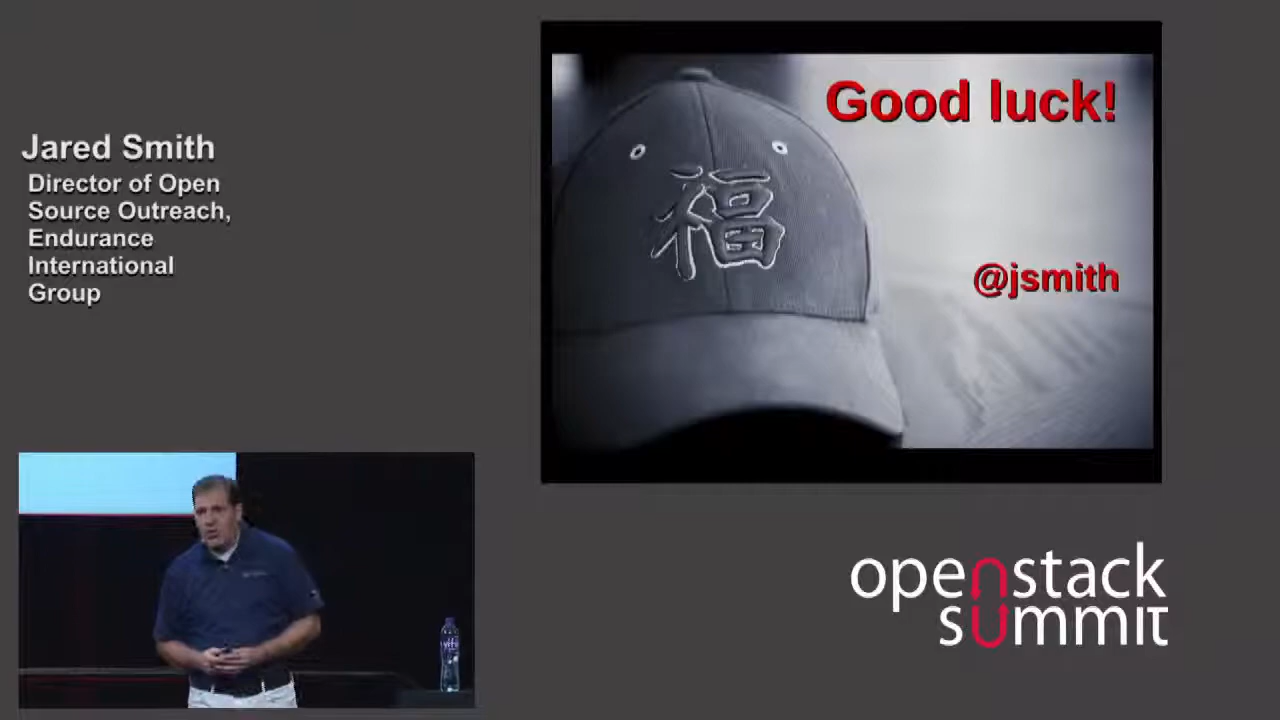 Jared Smith
Director of Open
Source Outreach,
Endurance
International
Group
Good luck!
福
@jsmith
openstack
summit